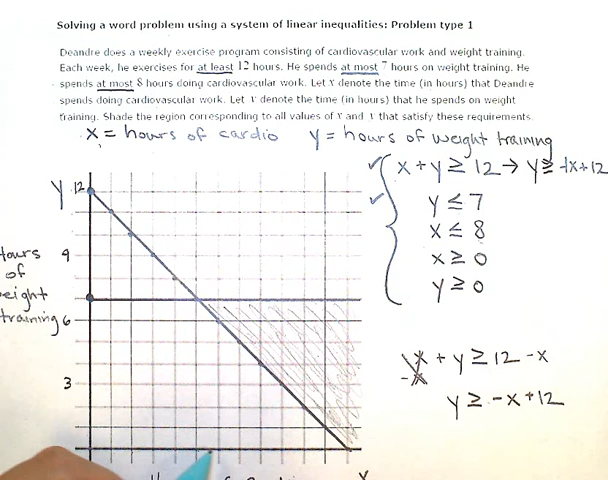 Solving a word problem using a system of linear inequalities: Problem type 1
Deandre does a weekly exercise program consisting of cardiovascular work and weight training.
Each week, he exercises for at least 12 hours. He spends at most 7 hours on weight training. He
spends at most 8 hours doing cardiovascular work. Let x denote the time (in hours) that Deandre
spends doing cardiovascular work. Let y denote the time (in hours) that he spends on weight
training. Shade the region corresponding to all values of x and y that satisfy these requirements.
x = hours of cardio y = hours of weight training
x + y ≥ 12 → y ≥ -1x+12
y ≤ 7
x ≤ 8
x ≥ 0
y ≥ 0
y 12
Hours 9
of
eight
training 6
3
x + y ≥ 12 -x
-x
y ≥ -x+12
x